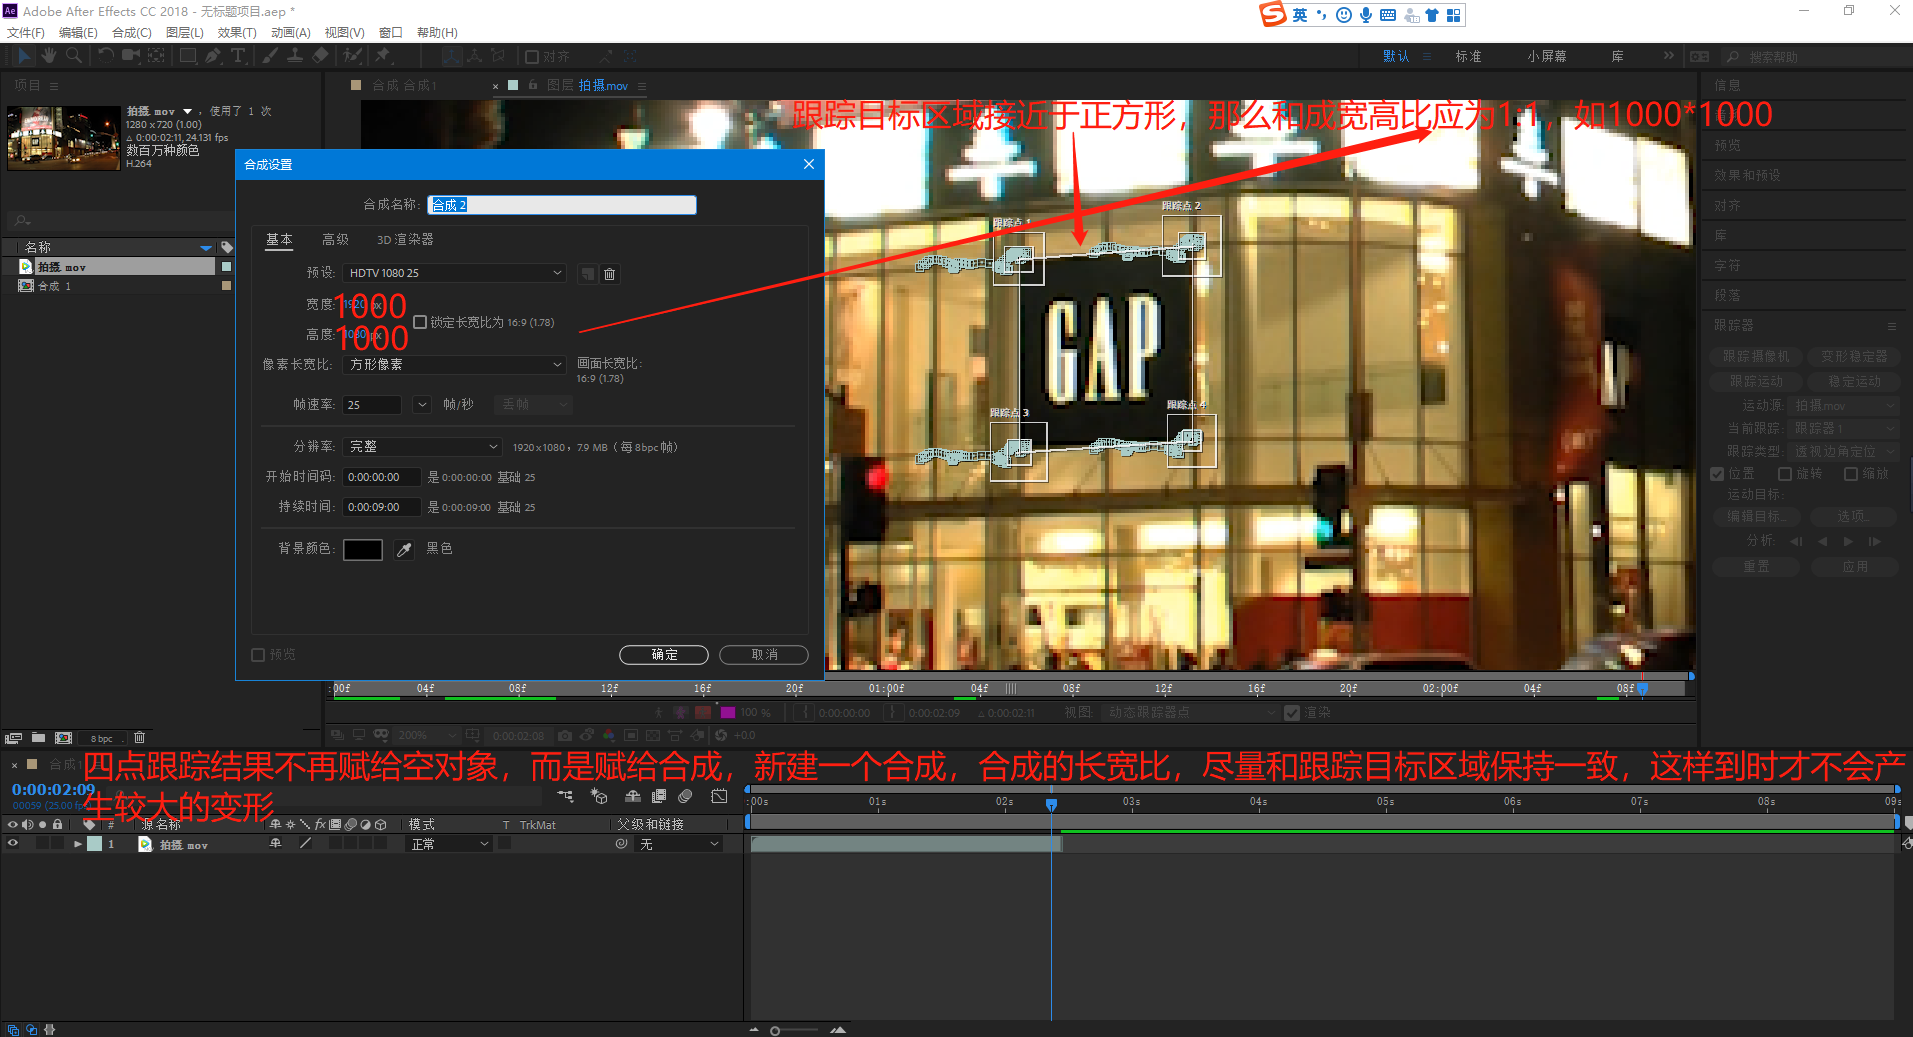 Adobe After Effects CC 2018 - 无标题项目.aep *
英
文件(F) 编辑(E) 合成(C) 图层(L) 效果(T) 动画(A) 视图(V) 窗口 帮助(H)
对齐
默认 标准 小屏幕 库 搜索帮助
项目
合成 合成1
图层 拍摄.mov
信息
拍摄.mov ，使用了 1 次
1280 x 720 (1.00)
△ 0:00:02:11, 24.131 fps
数百万种颜色
H.264
跟踪目标区域接近于正方形，那么和成宽高比应为1:1，如1000*1000
预览
效果和预设
对齐
库
字符
段落
跟踪器
名称
拍摄.mov
合成 1
合成设置
合成名称: 合成 2
基本 高级 3D 渲染器
预设: HDTV 1080 25
宽度: 1920 px
1000
锁定长宽比为 16:9 (1.78)
高度: 1080 px
1000
像素长宽比: 方形像素
画面长宽比:
16:9 (1.78)
帧速率: 25 帧/秒 丢帧
分辨率: 完整 1920 x 1080，7.9 MB（每 8bpc 帧）
开始时间码: 0:00:00:00 是 0:00:00:00 基础 25
持续时间: 0:00:09:00 是 0:00:09:00 基础 25
背景颜色: 黑色
预览 确定 取消
跟踪点 1
跟踪点 2
GAP
跟踪点 3
跟踪点 4
跟踪摄像机 变形稳定器
跟踪运动 稳定运动
运动源: 拍摄.mov
当前跟踪: 跟踪器 1
跟踪类型: 透视边角定位
位置 旋转 缩放
运动目标:
编辑目标... 选项...
分析:
重置 应用
:00f 04f 08f 12f 16f 20f 01:00f 04f 08f 12f 16f 20f 02:00f 04f 08f
100 % 0:00:00:00 0:00:02:09 △ 0:00:02:11 视图: 动态跟踪器点 渲染
8 bpc
200% 0:00:02:08 +0.0
合成1
四点跟踪结果不再赋给空对象，而是赋给合成，新建一个合成，合成的长宽比，尽量和跟踪目标区域保持一致，这样到时才不会产
生较大的变形
0:00:02:09
00059 (25.00 fps)
:00s 01s 02s 03s 04s 05s 06s 07s 08s 09s
# 源名称 fx 模式 T TrkMat 父级和链接
1 拍摄.mov 正常 无